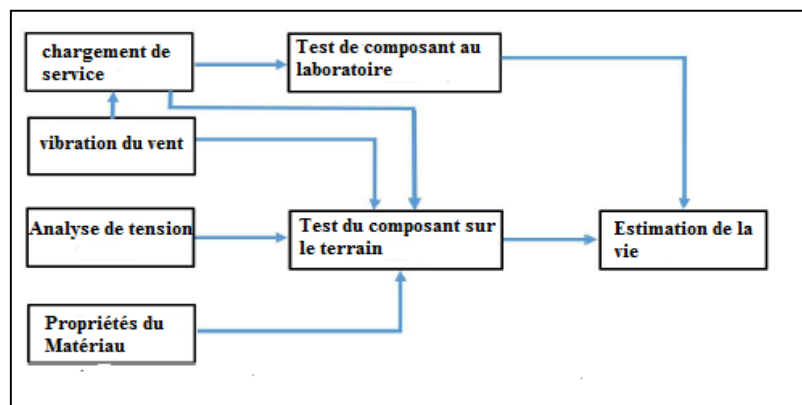 chargement de
service
Test de composant au
laboratoire
vibration du vent
Analyse de tension
Test du composant sur
le terrain
Estimation de la
vie
Propriétés du
Matériau